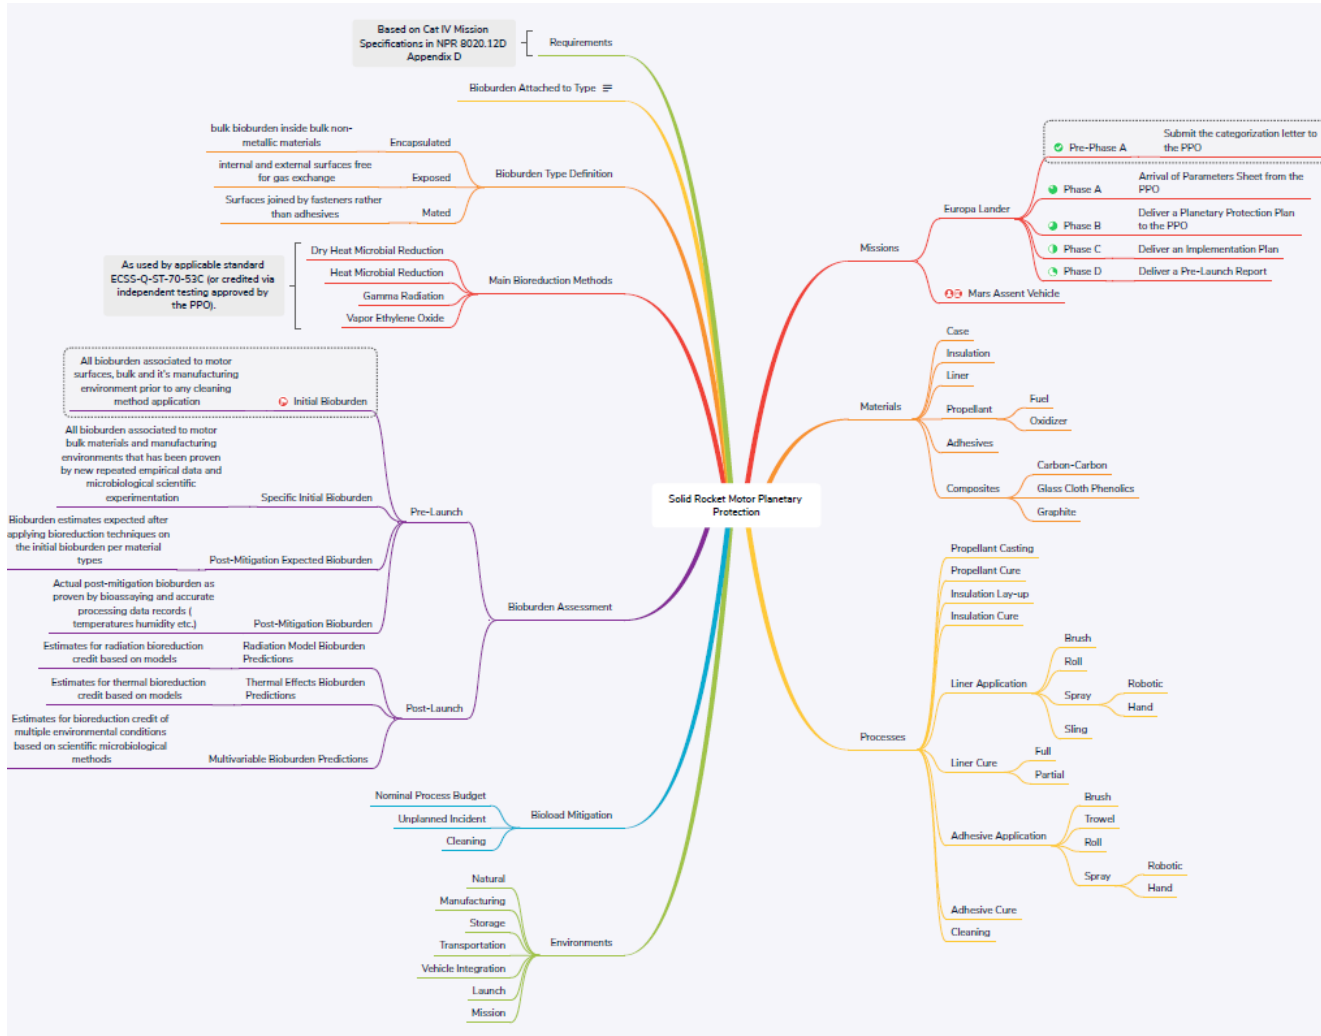 Based on Cat IV Mission
Specifications in NPR 8020.12D
Appendix D
Requirements
Bioburden Attached to Type
bulk bioburden inside bulk non-
metallic materials
Encapsulated
internal and external surfaces free
for gas exchange
Exposed
Surfaces joined by fasteners rather
than adhesives
Mated
Bioburden Type Definition
As used by applicable standard
ECSS-Q-ST-70-53C (or credited via
independent testing approved by
the PPO).
Dry Heat Microbial Reduction
Heat Microbial Reduction
Gamma Radiation
Vapor Ethylene Oxide
Main Bioreduction Methods
All bioburden associated to motor
surfaces, bulk and it's manufacturing
environment prior to any cleaning
method application
Initial Bioburden
All bioburden associated to motor
bulk materials and manufacturing
environments that has been proven
by new repeated empirical data and
microbiological scientific
experimentation
Specific Initial Bioburden
Bioburden estimates expected after
applying bioreduction techniques on
the initial bioburden per material
types
Post-Mitigation Expected Bioburden
Actual post-mitigation bioburden as
proven by bioassaying and accurate
processing data records (
temperatures humidity etc.)
Post-Mitigation Bioburden
Pre-Launch
Estimates for radiation bioreduction
credit based on models
Radiation Model Bioburden
Predictions
Estimates for thermal bioreduction
credit based on models
Thermal Effects Bioburden
Predictions
Estimates for bioreduction credit of
multiple environmental conditions
based on scientific microbiological
methods
Multivariable Bioburden Predictions
Post-Launch
Bioburden Assessment
Nominal Process Budget
Unplanned Incident
Cleaning
Bioload Mitigation
Natural
Manufacturing
Storage
Transportation
Vehicle Integration
Launch
Mission
Environments
Solid Rocket Motor Planetary
Protection
Missions
Europa Lander
Pre-Phase A
Submit the categorization letter to
the PPO
Phase A
Arrival of Parameters Sheet from the
PPO
Phase B
Deliver a Planetary Protection Plan
to the PPO
Phase C
Deliver an Implementation Plan
Phase D
Deliver a Pre-Launch Report
Mars Assent Vehicle
Materials
Case
Insulation
Liner
Propellant
Fuel
Oxidizer
Adhesives
Composites
Carbon-Carbon
Glass Cloth Phenolics
Graphite
Processes
Propellant Casting
Propellant Cure
Insulation Lay-up
Insulation Cure
Liner Application
Brush
Roll
Spray
Robotic
Hand
Sling
Liner Cure
Full
Partial
Adhesive Application
Brush
Trowel
Roll
Spray
Robotic
Hand
Adhesive Cure
Cleaning